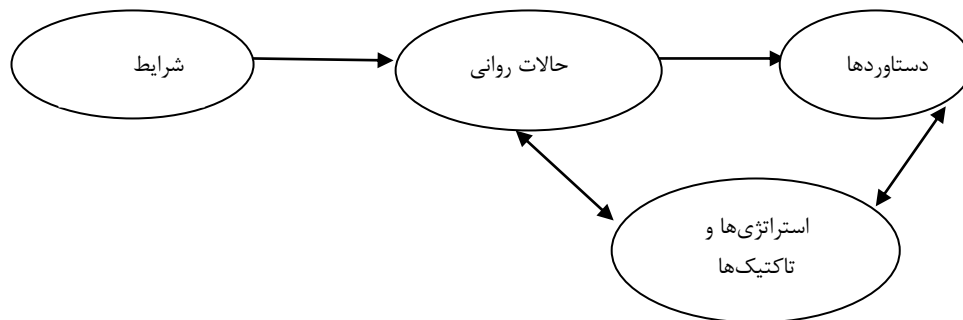 شرایط
حالات روانی
دستاوردها
استراتژی‌ها و
تاکتیک‌ها